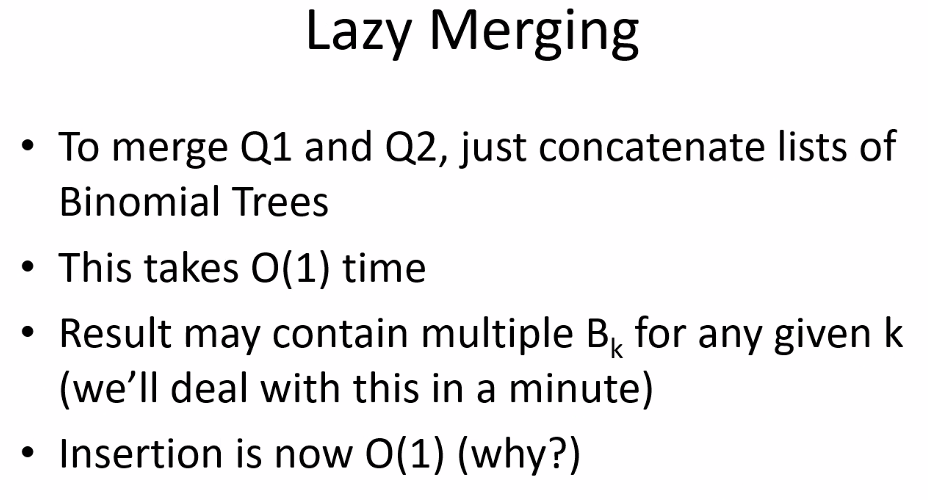 Lazy Merging
• To merge Q1 and Q2, just concatenate lists of
Binomial Trees
• This takes O(1) time
• Result may contain multiple Bk for any given k
(we’ll deal with this in a minute)
• Insertion is now O(1) (why?)